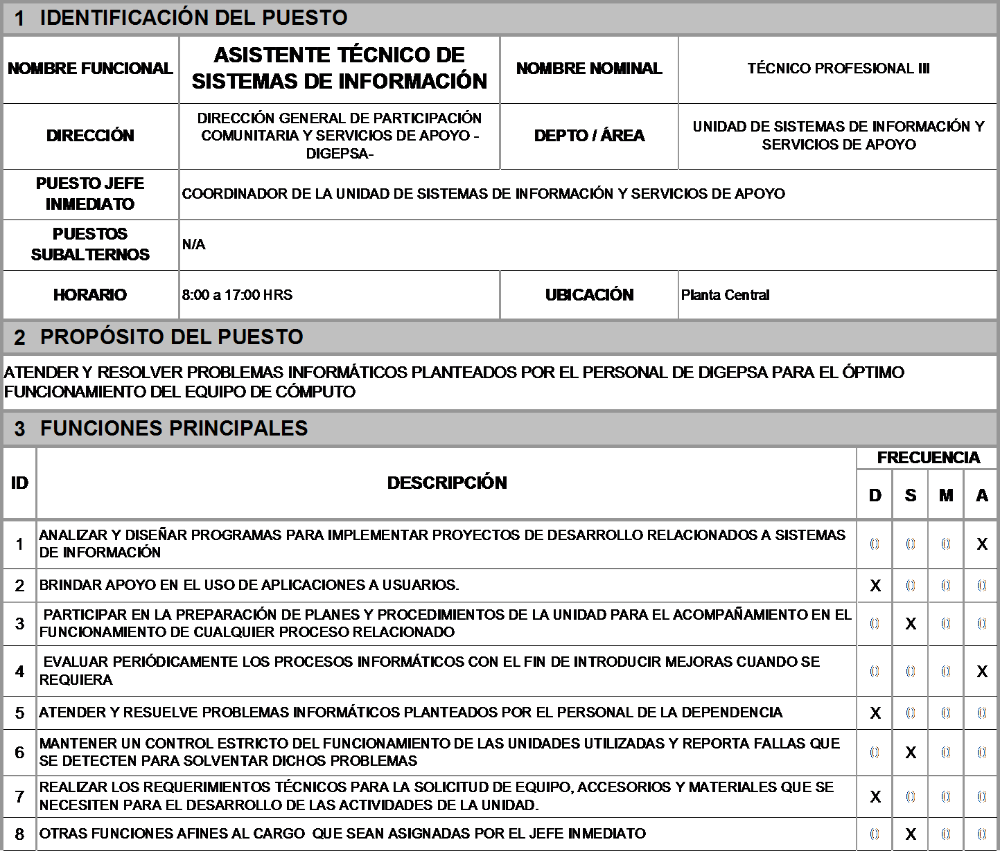 1 IDENTIFICACIÓN DEL PUESTO
NOMBRE FUNCIONAL
ASISTENTE TÉCNICO DE
SISTEMAS DE INFORMACIÓN
NOMBRE NOMINAL
TÉCNICO PROFESIONAL III
DIRECCIÓN
DIRECCIÓN GENERAL DE PARTICIPACIÓN
COMUNITARIA Y SERVICIOS DE APOYO -
DIGEPSA-
DEPTO / ÁREA
UNIDAD DE SISTEMAS DE INFORMACIÓN Y
SERVICIOS DE APOYO
PUESTO JEFE
INMEDIATO
COORDINADOR DE LA UNIDAD DE SISTEMAS DE INFORMACIÓN Y SERVICIOS DE APOYO
PUESTOS
SUBALTERNOS
N/A
HORARIO
8:00 a 17:00 HRS
UBICACIÓN
Planta Central
2 PROPÓSITO DEL PUESTO
ATENDER Y RESOLVER PROBLEMAS INFORMÁTICOS PLANTEADOS POR EL PERSONAL DE DIGEPSA PARA EL ÓPTIMO
FUNCIONAMIENTO DEL EQUIPO DE CÓMPUTO
3 FUNCIONES PRINCIPALES
ID
DESCRIPCIÓN
FRECUENCIA
D S M A
1
ANALIZAR Y DISEÑAR PROGRAMAS PARA IMPLEMENTAR PROYECTOS DE DESARROLLO RELACIONADOS A SISTEMAS
DE INFORMACIÓN
0 0 0 X
2 BRINDAR APOYO EN EL USO DE APLICACIONES A USUARIOS. X 0 0 0
3
PARTICIPAR EN LA PREPARACIÓN DE PLANES Y PROCEDIMIENTOS DE LA UNIDAD PARA EL ACOMPAÑAMIENTO EN EL
FUNCIONAMIENTO DE CUALQUIER PROCESO RELACIONADO
0 X 0 0
4
EVALUAR PERIÓDICAMENTE LOS PROCESOS INFORMÁTICOS CON EL FIN DE INTRODUCIR MEJORAS CUANDO SE
REQUIERA
0 0 0 X
5 ATENDER Y RESUELVE PROBLEMAS INFORMÁTICOS PLANTEADOS POR EL PERSONAL DE LA DEPENDENCIA X 0 0 0
6
MANTENER UN CONTROL ESTRICTO DEL FUNCIONAMIENTO DE LAS UNIDADES UTILIZADAS Y REPORTA FALLAS QUE
SE DETECTEN PARA SOLVENTAR DICHOS PROBLEMAS
0 X 0 0
7
REALIZAR LOS REQUERIMIENTOS TÉCNICOS PARA LA SOLICITUD DE EQUIPO, ACCESORIOS Y MATERIALES QUE SE
NECESITEN PARA EL DESARROLLO DE LAS ACTIVIDADES DE LA UNIDAD.
X 0 0 0
8 OTRAS FUNCIONES AFINES AL CARGO QUE SEAN ASIGNADAS POR EL JEFE INMEDIATO 0 X 0 0